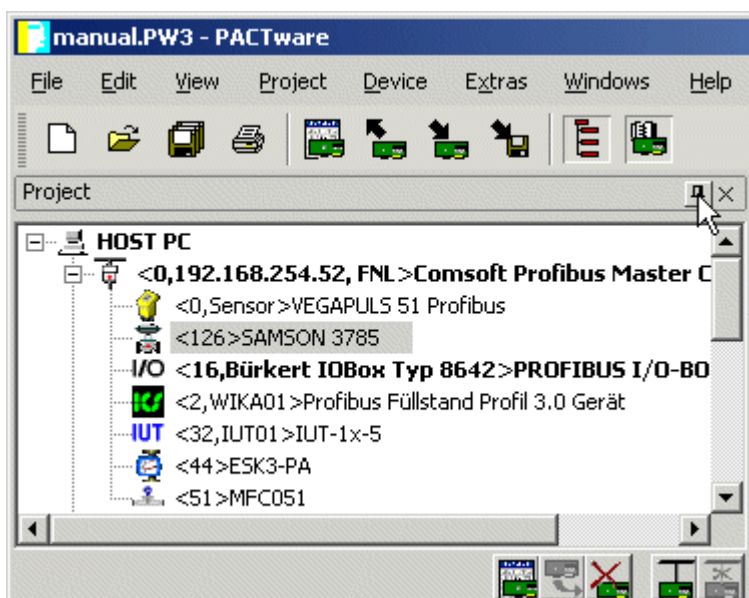 manual.PW3 - PACTware
File Edit View Project Device Extras Windows Help
Project
HOST PC
<0,192.168.254.52, FNL>Comsoft Profibus Master C
<0,Sensor>VEGAPULS 51 Profibus
<126>SAMSON 3785
I/O <16,Bürkert IOBox Typ 8642>PROFIBUS I/O-BO
<2,WIKA01>Profibus Füllstand Profil 3.0 Gerät
IUT <32,IUT01>IUT-1x-5
<44>ESK3-PA
<51>MFC051